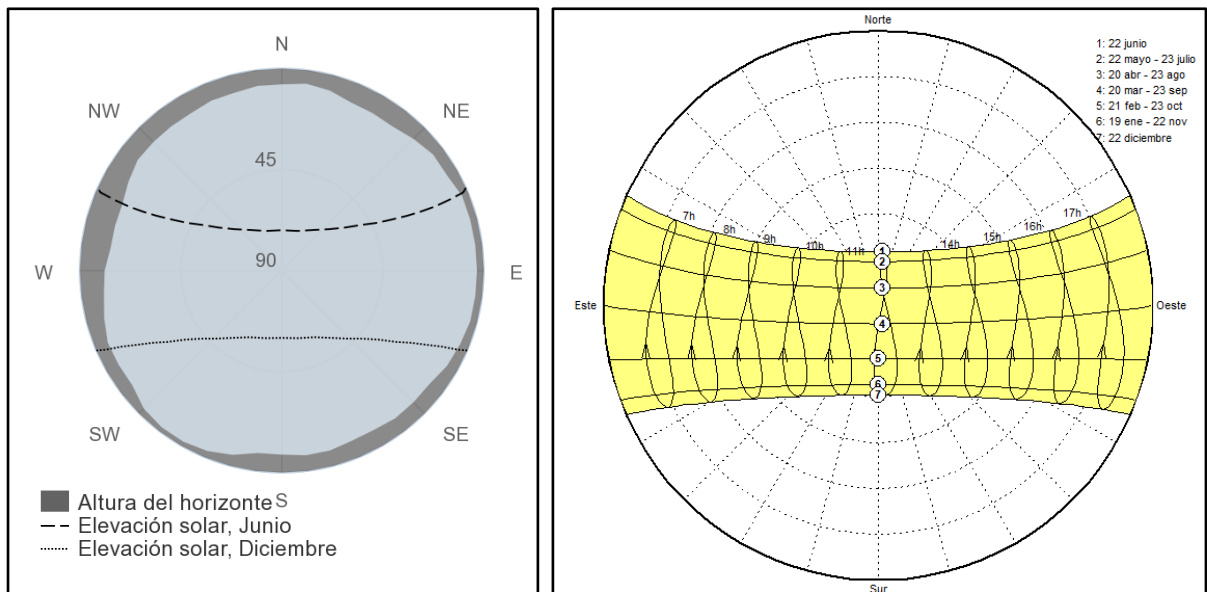 N
NW
NE
45
W
90
E
SW
SE
Altura del horizonte S
Elevación solar, Junio
Elevación solar, Diciembre
Norte
1: 22 junio
2: 22 mayo - 23 julio
3: 20 abr - 23 ago
4: 20 mar - 23 sep
5: 21 feb - 23 oct
6: 19 ene - 22 nov
7: 22 diciembre
7h
8h
9h
10h
11h
14h
15h
16h
17h
1
2
3
4
5
6
7
Este
Oeste
Sur